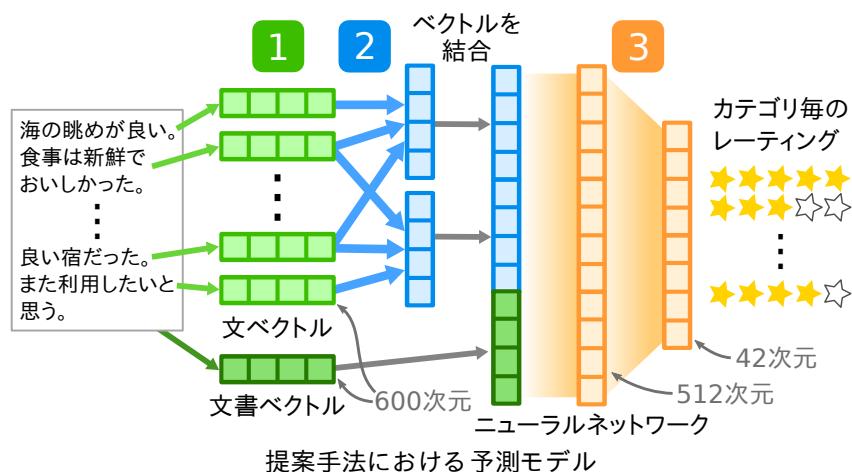 1
2
ベクトルを
結合
3
海の眺めが良い。
食事は新鮮で
おいしかった。
良い宿だった。
また利用したいと
思う。
文ベクトル
文書ベクトル
600次元
カテゴリ毎の
レーティング
42次元
512次元
ニューラルネットワーク
提案手法における予測モデル